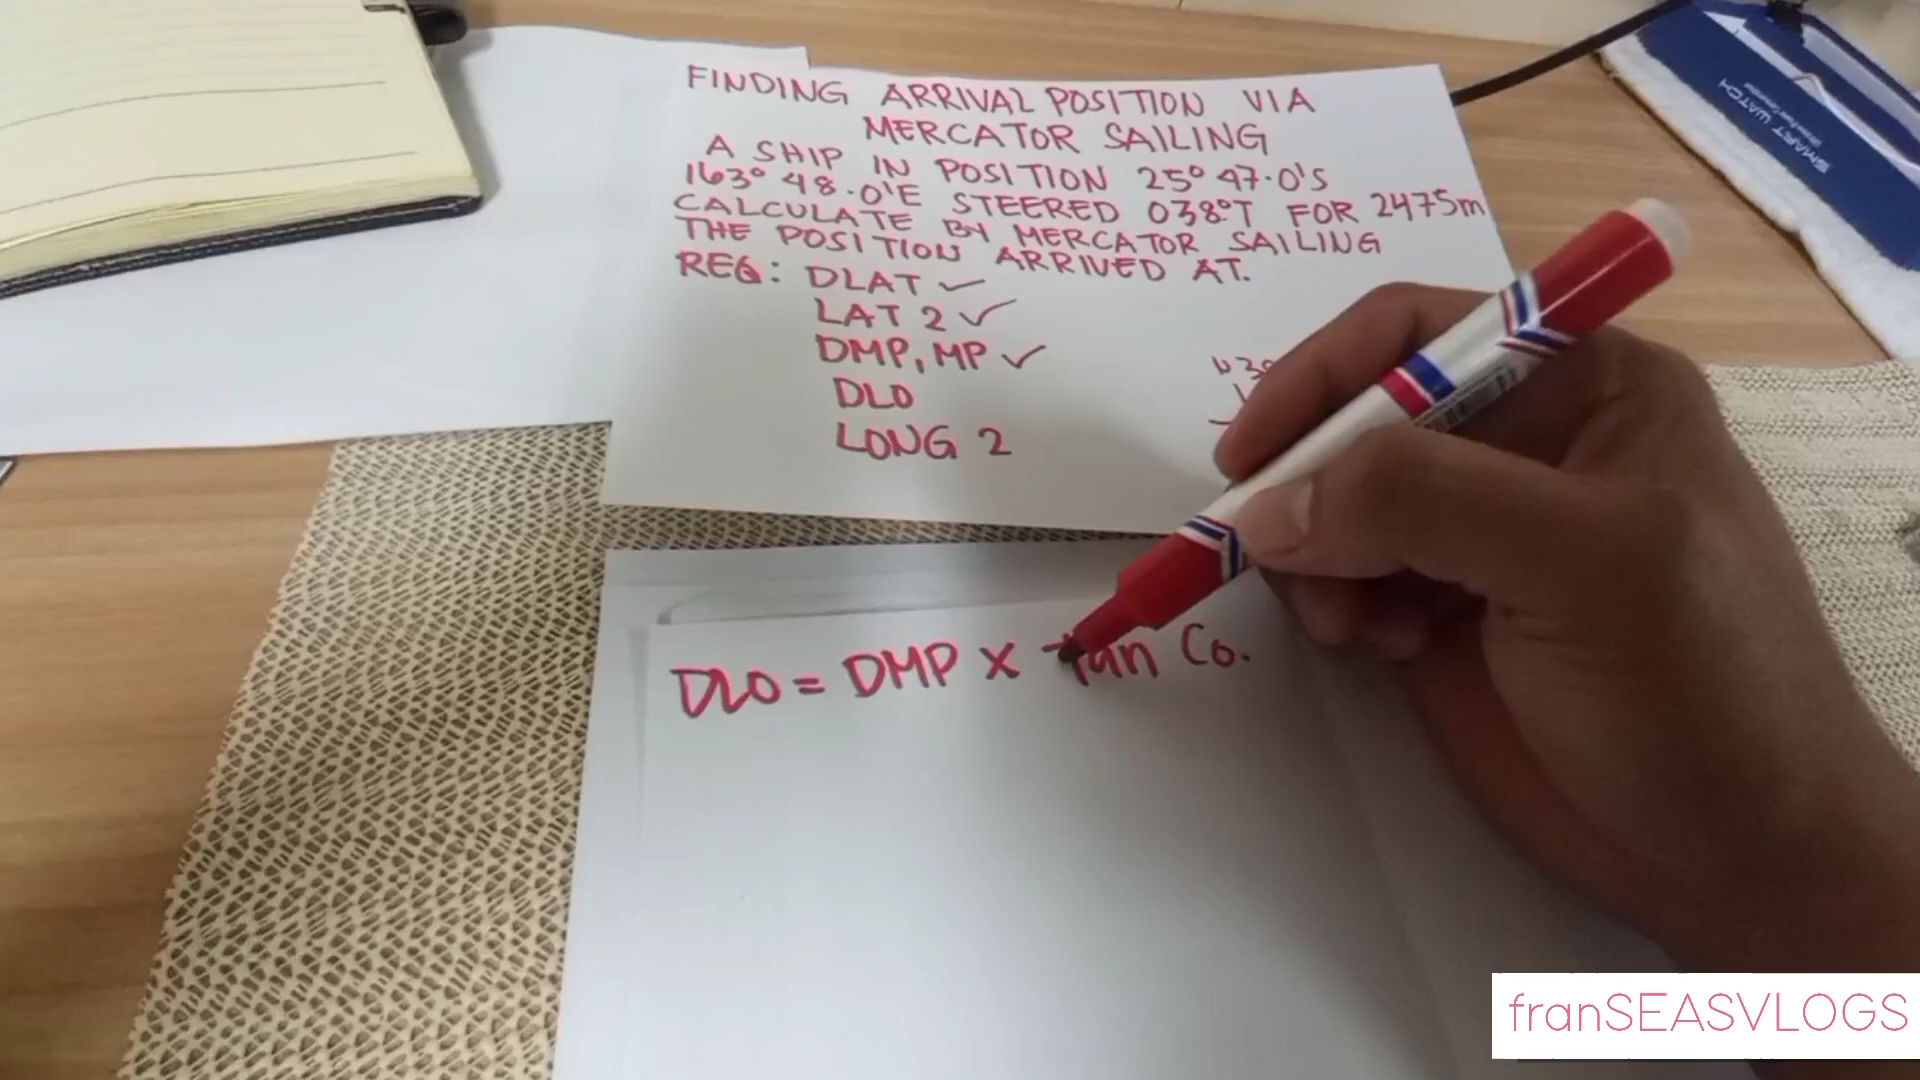 FINDING ARRIVAL POSITION VIA
MERCATOR SAILING
A SHIP IN POSITION 25° 47.0'S
163° 48.0'E STEERED 038°T FOR 2475m
CALCULATE BY MERCATOR SAILING
THE POSITION ARRIVED AT.
REQ: DLAT ✓
LAT 2 ✓
DMP, MP ✓
DLO
LONG 2
DLO = DMP x tan Co.
SMART WATCH
franSEASVLOGS